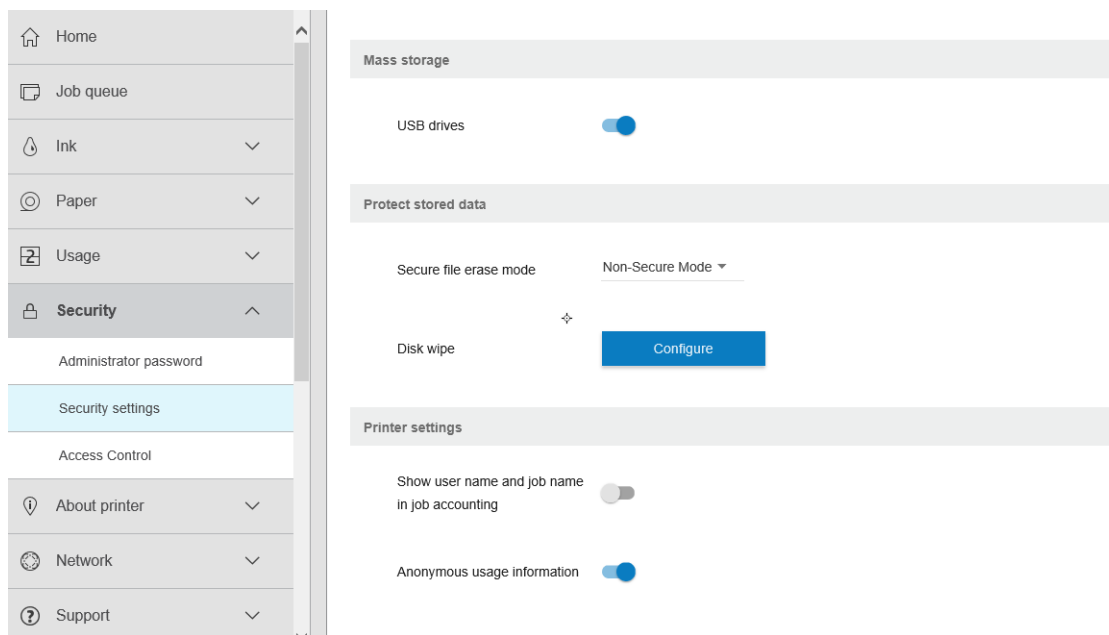 Home
Job queue
Ink
Paper
2 Usage
Security
Administrator password
Security settings
Access Control
About printer
Network
Support
Mass storage
USB drives
Protect stored data
Secure file erase mode
Non-Secure Mode
Disk wipe
Configure
Printer settings
Show user name and job name
in job accounting
Anonymous usage information